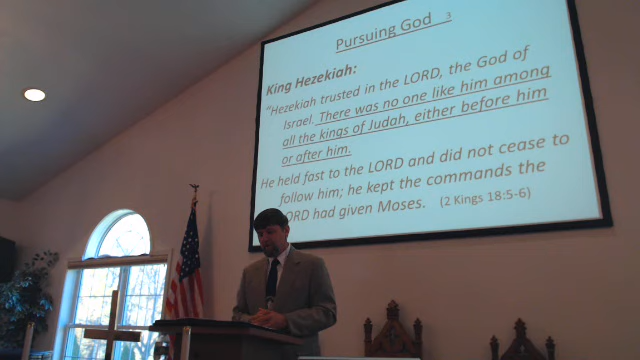 Pursuing God 3
King Hezekiah:
"Hezekiah trusted in the LORD, the God of
Israel. There was no one like him among
all the kings of Judah, either before him
or after him.
He held fast to the LORD and did not cease to
follow him; he kept the commands the
LORD had given Moses. (2 Kings 18:5-6)